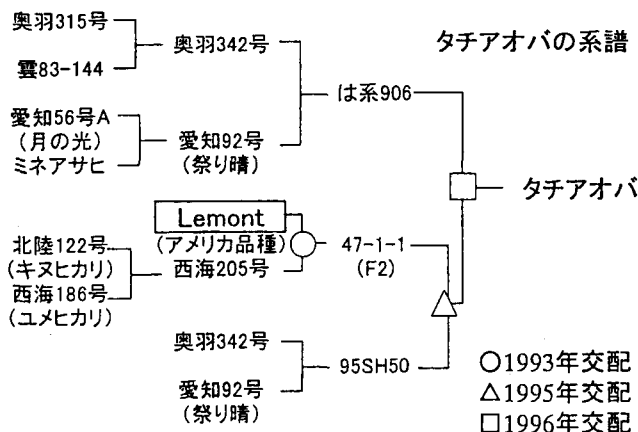 タチアオバの系譜
奥羽315号
雲83-144
奥羽342号
愛知56号A
(月の光)
ミネアサヒ
愛知92号
(祭り晴)
は系906
タチアオバ
Lemont
(アメリカ品種)
北陸122号
(キヌヒカリ)
西海186号
(ユメヒカリ)
西海205号
47-1-1
(F2)
奥羽342号
愛知92号
(祭り晴)
95SH50
○1993年交配
△1995年交配
□1996年交配